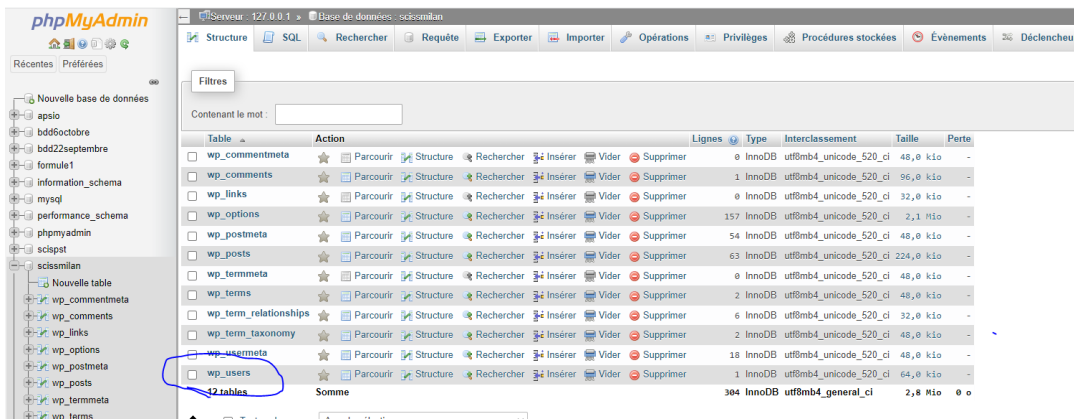 phpMyAdmin
Récentes Préférées
Nouvelle base de données
apsio
bdd6octobre
bdd22septembre
formule1
information_schema
mysql
performance_schema
phpmyadmin
scispst
scissmilan
Nouvelle table
wp_commentmeta
wp_comments
wp_links
wp_options
wp_postmeta
wp_posts
wp_termmeta
wp_terms
Serveur : 127.0.0.1 » Base de données : scissmilan
Structure SQL Rechercher Requête Exporter Importer Opérations Privilèges Procédures stockées Évènements Déclencheu
Filtres
Contenant le mot :
Table Action Lignes Type Interclassement Taille Perte
wp_commentmeta Parcourir Structure Rechercher Insérer Vider Supprimer 0 InnoDB utf8mb4_unicode_520_ci 48,0 kio -
wp_comments Parcourir Structure Rechercher Insérer Vider Supprimer 1 InnoDB utf8mb4_unicode_520_ci 96,0 kio -
wp_links Parcourir Structure Rechercher Insérer Vider Supprimer 0 InnoDB utf8mb4_unicode_520_ci 32,0 kio -
wp_options Parcourir Structure Rechercher Insérer Vider Supprimer 157 InnoDB utf8mb4_unicode_520_ci 2,1 Mio -
wp_postmeta Parcourir Structure Rechercher Insérer Vider Supprimer 54 InnoDB utf8mb4_unicode_520_ci 48,0 kio -
wp_posts Parcourir Structure Rechercher Insérer Vider Supprimer 63 InnoDB utf8mb4_unicode_520_ci 224,0 kio -
wp_termmeta Parcourir Structure Rechercher Insérer Vider Supprimer 0 InnoDB utf8mb4_unicode_520_ci 48,0 kio -
wp_terms Parcourir Structure Rechercher Insérer Vider Supprimer 2 InnoDB utf8mb4_unicode_520_ci 48,0 kio -
wp_term_relationships Parcourir Structure Rechercher Insérer Vider Supprimer 6 InnoDB utf8mb4_unicode_520_ci 32,0 kio -
wp_term_taxonomy Parcourir Structure Rechercher Insérer Vider Supprimer 2 InnoDB utf8mb4_unicode_520_ci 48,0 kio -
wp_usermeta Parcourir Structure Rechercher Insérer Vider Supprimer 18 InnoDB utf8mb4_unicode_520_ci 48,0 kio -
wp_users Parcourir Structure Rechercher Insérer Vider Supprimer 1 InnoDB utf8mb4_unicode_520_ci 64,0 kio -
12 tables Somme 304 InnoDB utf8mb4_general_ci 2,8 Mio 0 o